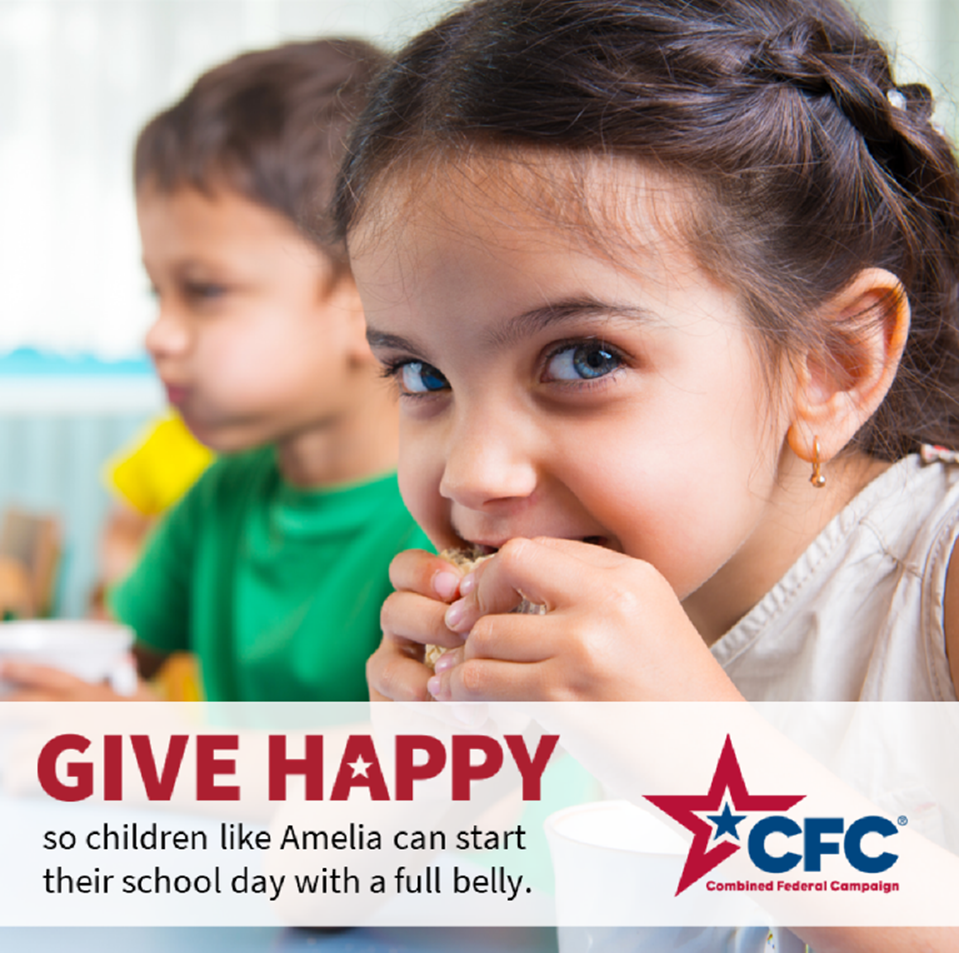 GIVE HAPPY
so children like Amelia can start
their school day with a full belly.
CFC®
Combined Federal Campaign